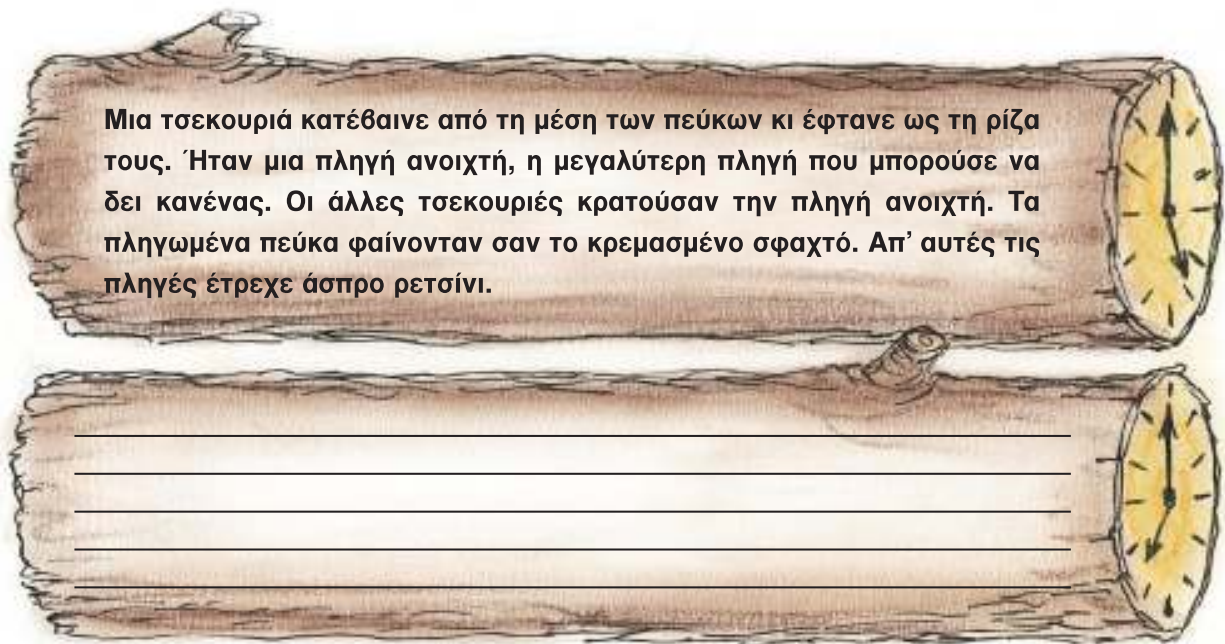 Μια τσεκουριά κατέβαινε από τη μέση των πεύκων κι έφτανε ως τη ρίζα
τους. Ήταν μια πληγή ανοιχτή, η μεγαλύτερη πληγή που μπορούσε να
δει κανένας. Οι άλλες τσεκουριές κρατούσαν την πληγή ανοιχτή. Τα
πληγωμένα πεύκα φαίνονταν σαν το κρεμασμένο σφαχτό. Απ’ αυτές τις
πληγές έτρεχε άσπρο ρετσίνι.